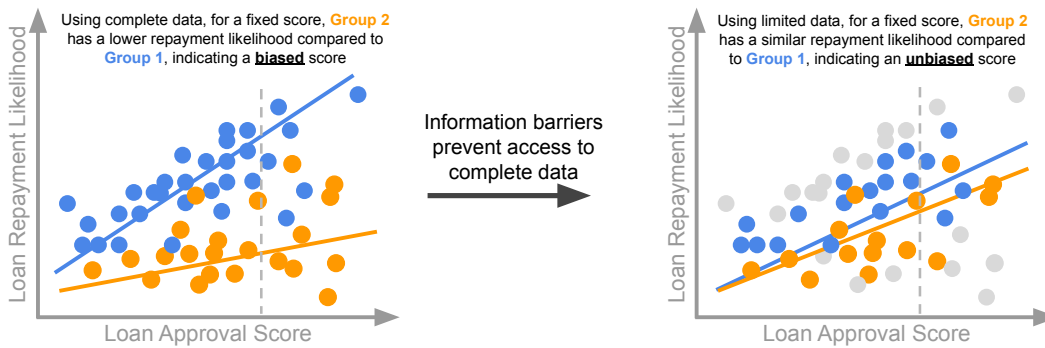 Using complete data, for a fixed score, Group 2
has a lower repayment likelihood compared to
Group 1, indicating a biased score
Loan Repayment Likelihood
Loan Approval Score
Information barriers
prevent access to
complete data
Using limited data, for a fixed score, Group 2
has a similar repayment likelihood compared
to Group 1, indicating an unbiased score
Loan Repayment Likelihood
Loan Approval Score